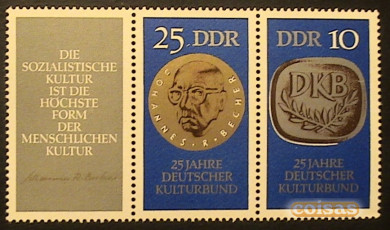 DIE
SOZIALISTISCHE
KULTUR
IST DIE
HÖCHSTE
FORM
DER
MENSCHLICHEN
KULTUR
25 DDR
JOHANNES · R · BECHER
25 JAHRE
DEUTSCHER
KULTURBUND
DDR 10
DKB
25 JAHRE
DEUTSCHER
KULTURBUND
coisas